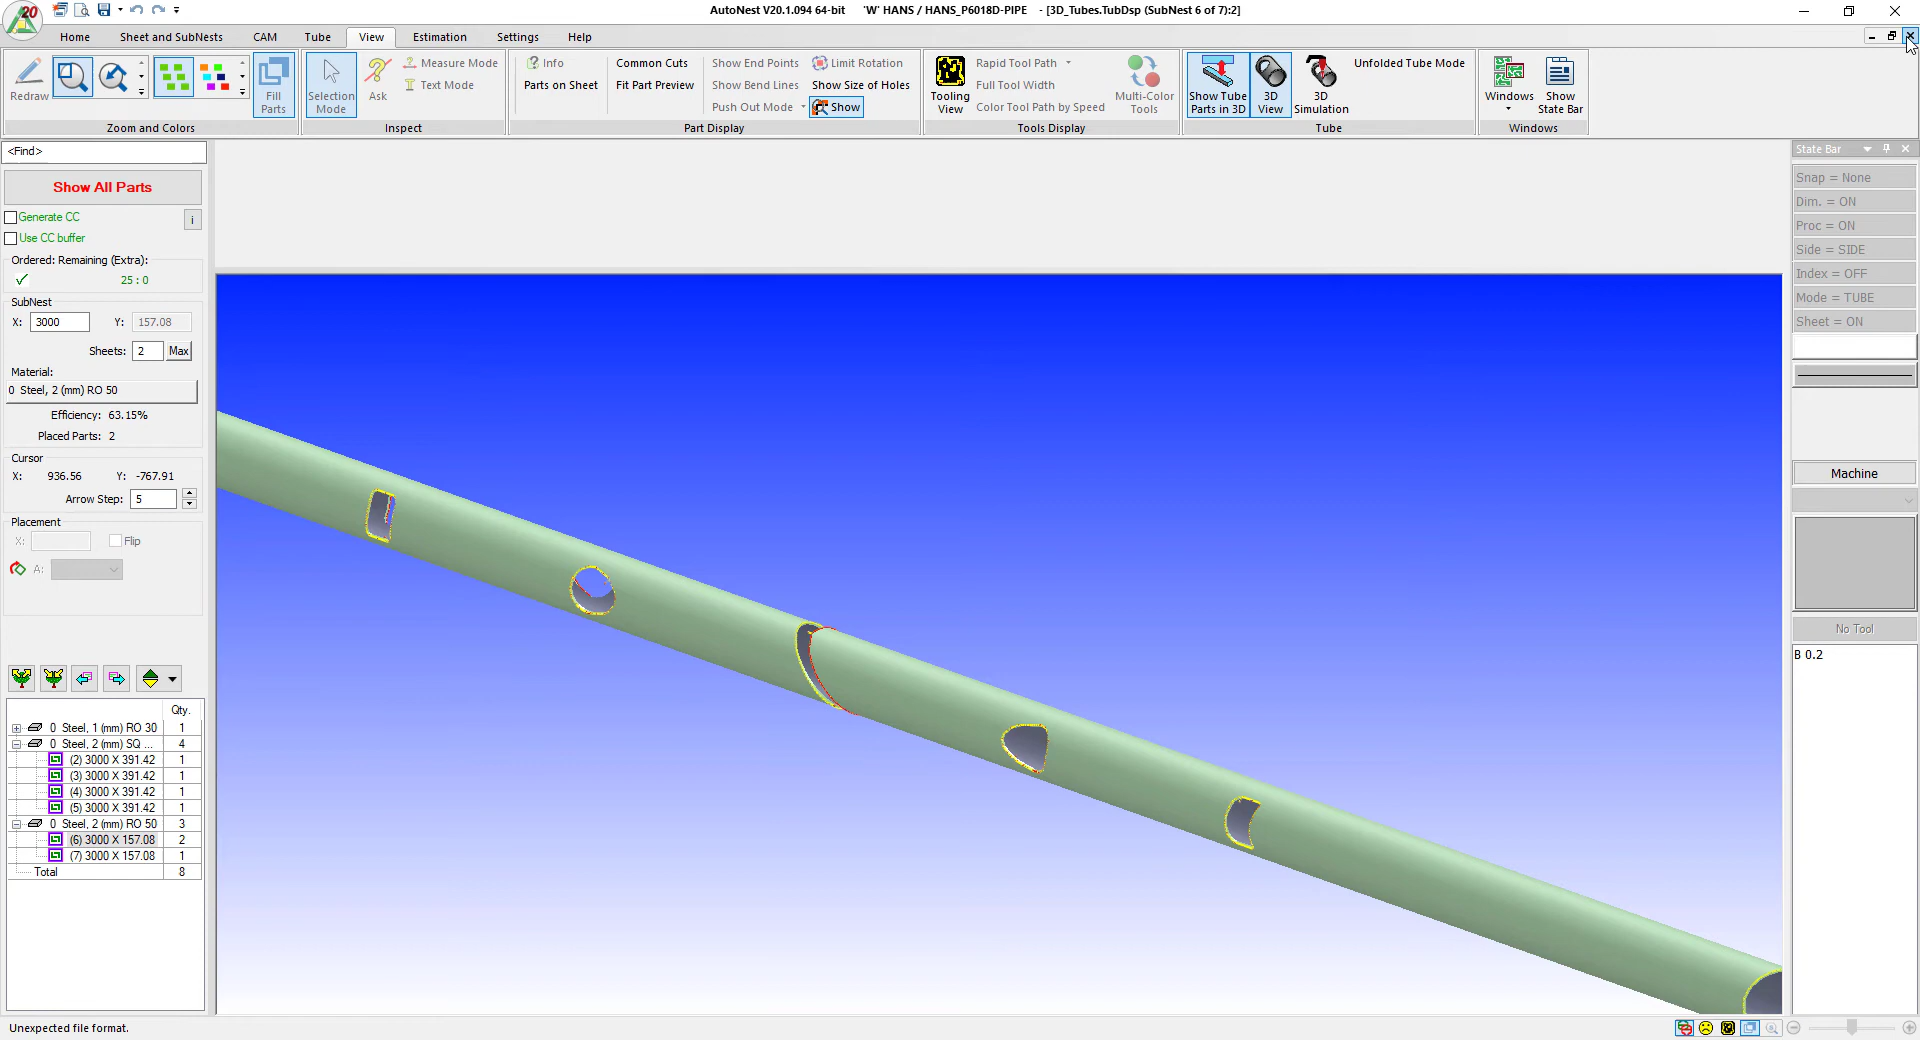 20
AutoNest V20.1.094 64-bit 'W' HANS / HANS_P6018D-PIPE - [3D_Tubes.TubDsp (SubNest 6 of 7):2]
Home Sheet and SubNests CAM Tube View Estimation Settings Help
Redraw
Fill Parts
Zoom and Colors
Selection Mode
Ask
Measure Mode
Text Mode
Inspect
Info
Parts on Sheet
Common Cuts
Fit Part Preview
Show End Points
Show Bend Lines
Push Out Mode
Limit Rotation
Show Size of Holes
Show
Part Display
Tooling View
Rapid Tool Path
Full Tool Width
Color Tool Path by Speed
Multi-Color Tools
Tools Display
Show Tube Parts in 3D
3D View
3D Simulation
Unfolded Tube Mode
Tube
Windows
Show State Bar
Windows
<Find>
Show All Parts
Generate CC
i
Use CC buffer
Ordered: Remaining (Extra):
25 : 0
SubNest
X: 3000 Y: 157.08
Sheets: 2 Max
Material:
0 Steel, 2 (mm) RO 50
Efficiency: 63.15%
Placed Parts: 2
Cursor
X: 936.56 Y: -767.91
Arrow Step: 5
Placement
X: Flip
A:
Qty.
0 Steel, 1 (mm) RO 30 1
0 Steel, 2 (mm) SQ ... 4
(2) 3000 X 391.42 1
(3) 3000 X 391.42 1
(4) 3000 X 391.42 1
(5) 3000 X 391.42 1
0 Steel, 2 (mm) RO 50 3
(6) 3000 X 157.08 2
(7) 3000 X 157.08 1
Total 8
State Bar
Snap = None
Dim. = ON
Proc = ON
Side = SIDE
Index = OFF
Mode = TUBE
Sheet = ON
Machine
No Tool
B 0.2
Unexpected file format.